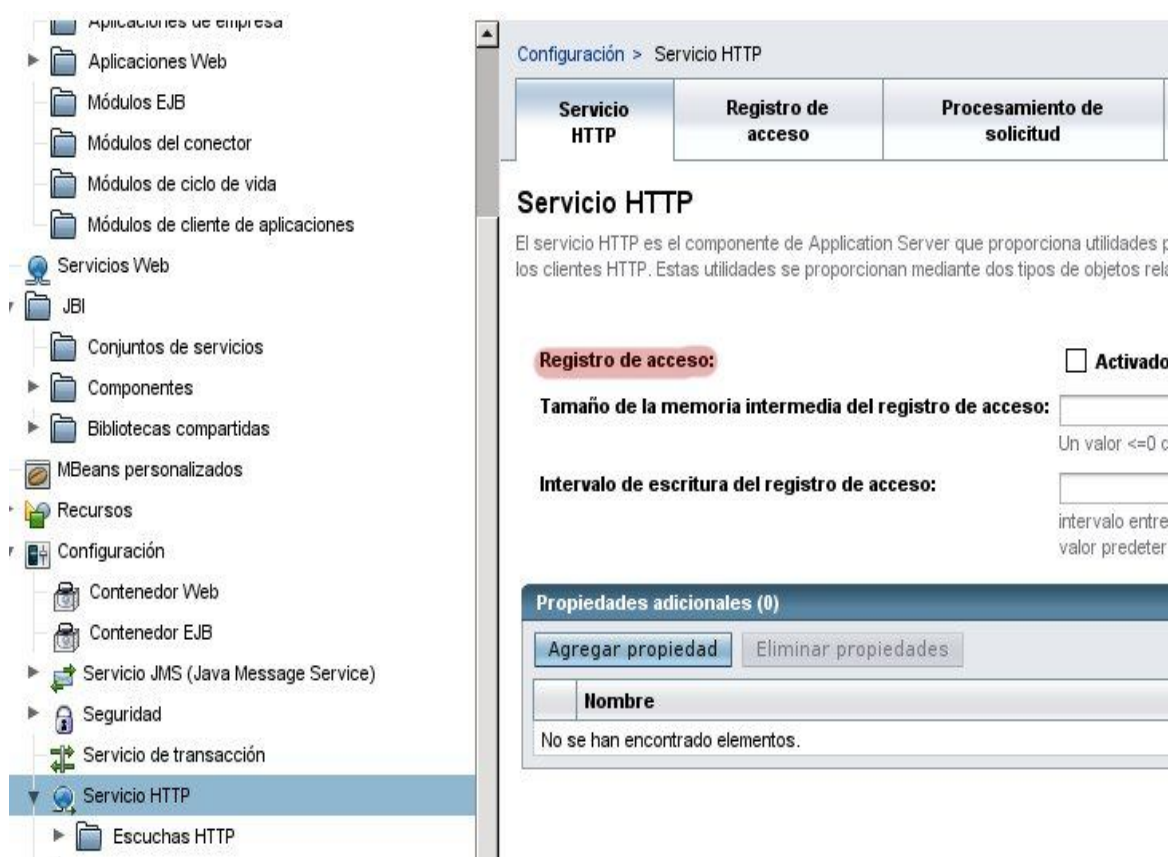 Aplicaciones de empresa
Aplicaciones Web
Módulos EJB
Módulos del conector
Módulos de ciclo de vida
Módulos de cliente de aplicaciones
Servicios Web
JBI
Conjuntos de servicios
Componentes
Bibliotecas compartidas
MBeans personalizados
Recursos
Configuración
Contenedor Web
Contenedor EJB
Servicio JMS (Java Message Service)
Seguridad
Servicio de transacción
Servicio HTTP
Escuchas HTTP
Configuración > Servicio HTTP
Servicio HTTP
Registro de acceso
Procesamiento de solicitud
Servicio HTTP
El servicio HTTP es el componente de Application Server que proporciona utilidades
los clientes HTTP. Estas utilidades se proporcionan mediante dos tipos de objetos
Registro de acceso:
Activado
Tamaño de la memoria intermedia del registro de acceso:
Un valor <=0
Intervalo de escritura del registro de acceso:
intervalo entre
valor predeter
Propiedades adicionales (0)
Agregar propiedad
Eliminar propiedades
Nombre
No se han encontrado elementos.